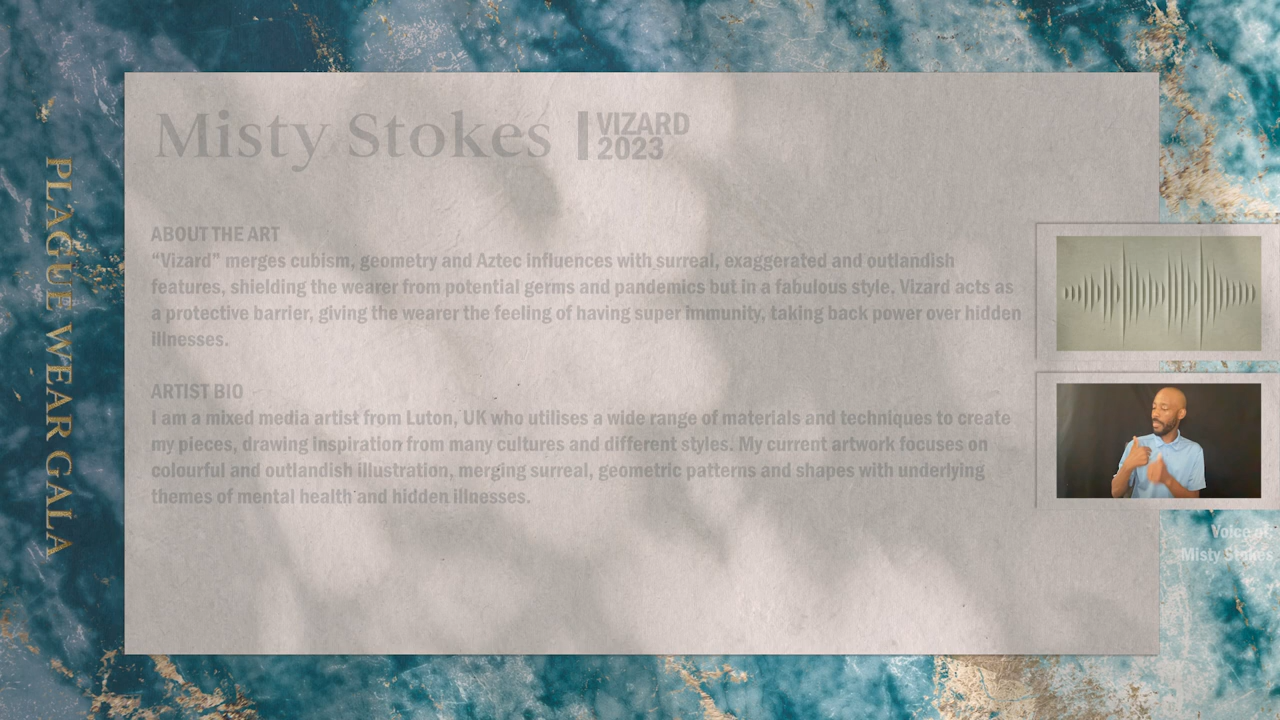 PLAGUE WEAR GALA
Misty Stokes
VIZARD
2023
ABOUT THE ART
“Vizard” merges cubism, geometry and Aztec influences with surreal, exaggerated and outlandish
features, shielding the wearer from potential germs and pandemics but in a fabulous style. Vizard acts as
a protective barrier, giving the wearer the feeling of having super immunity, taking back power over hidden
illnesses.
ARTIST BIO
I am a mixed media artist from Luton, UK who utilises a wide range of materials and techniques to create
my pieces, drawing inspiration from many cultures and different styles. My current artwork focuses on
colourful and outlandish illustration, merging surreal, geometric patterns and shapes with underlying
themes of mental health and hidden illnesses.
Voice of:
Misty Stokes